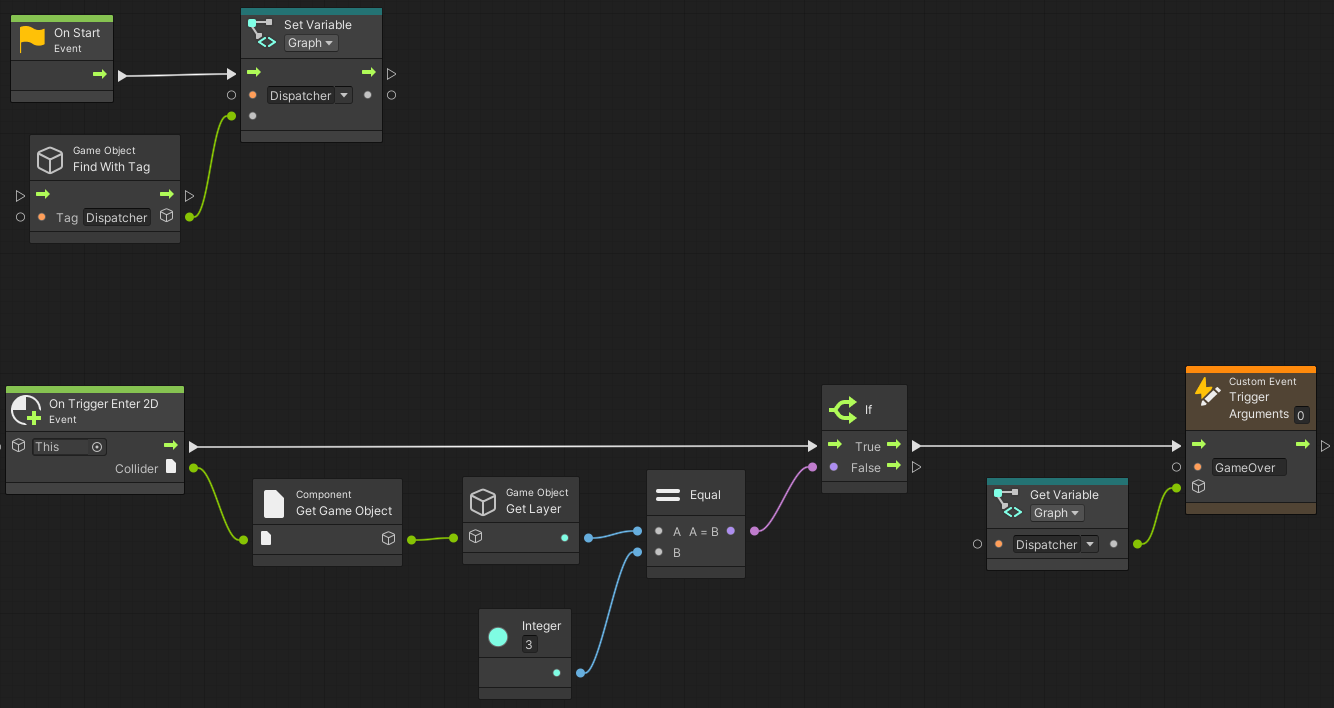 On Start
Event
Set Variable
Graph
Dispatcher
Game Object
Find With Tag
Tag Dispatcher
On Trigger Enter 2D
Event
This
Collider
Component
Get Game Object
Game Object
Get Layer
Integer
3
Equal
A A = B
B
If
True
False
Get Variable
Graph
Dispatcher
Custom Event
Trigger
Arguments 0
GameOver